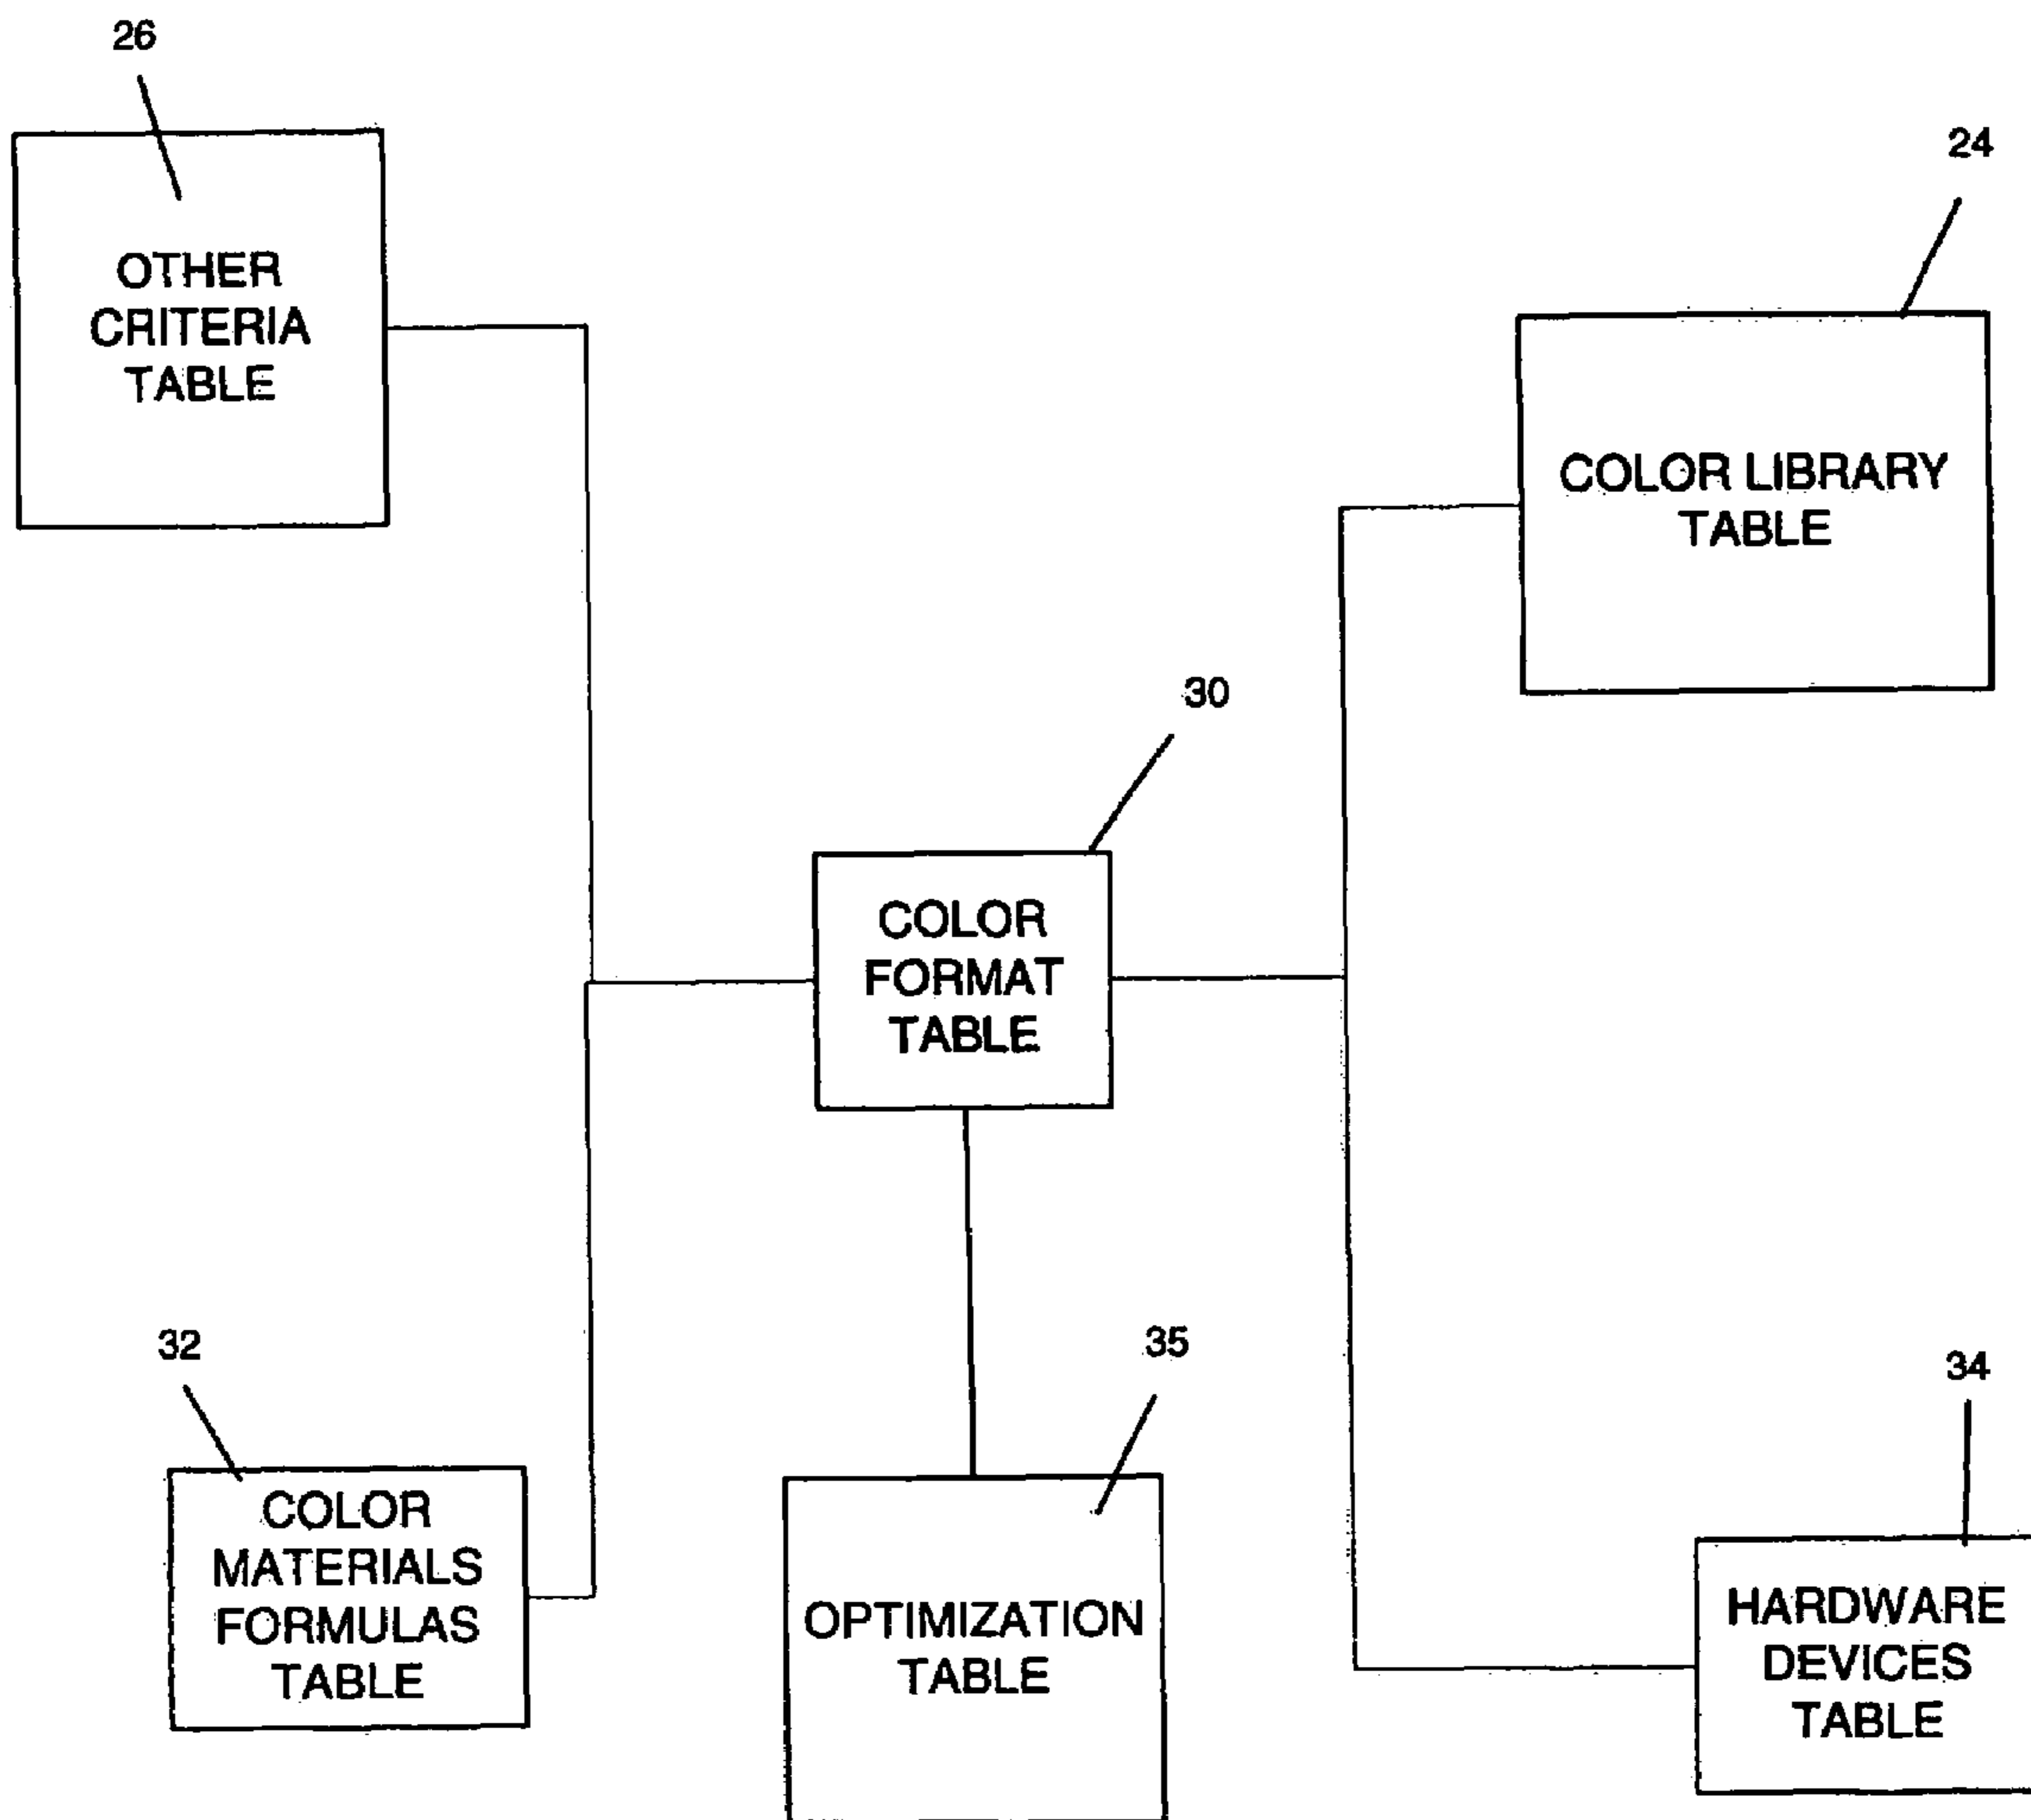 26
OTHER
CRITERIA
TABLE
24
COLOR LIBRARY
TABLE
30
COLOR
FORMAT
TABLE
32
COLOR
MATERIALS
FORMULAS
TABLE
35
OPTIMIZATION
TABLE
34
HARDWARE
DEVICES
TABLE